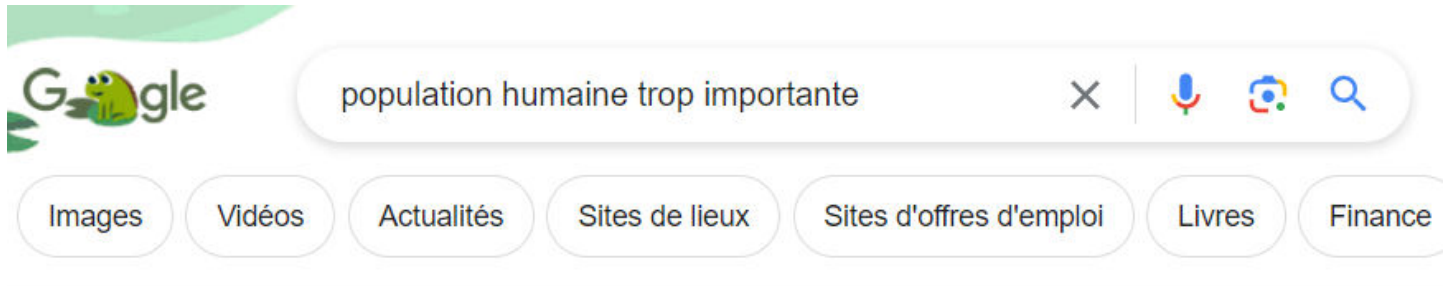 Google population humaine trop importante
Images Vidéos Actualités Sites de lieux Sites d'offres d'emploi Livres Finance